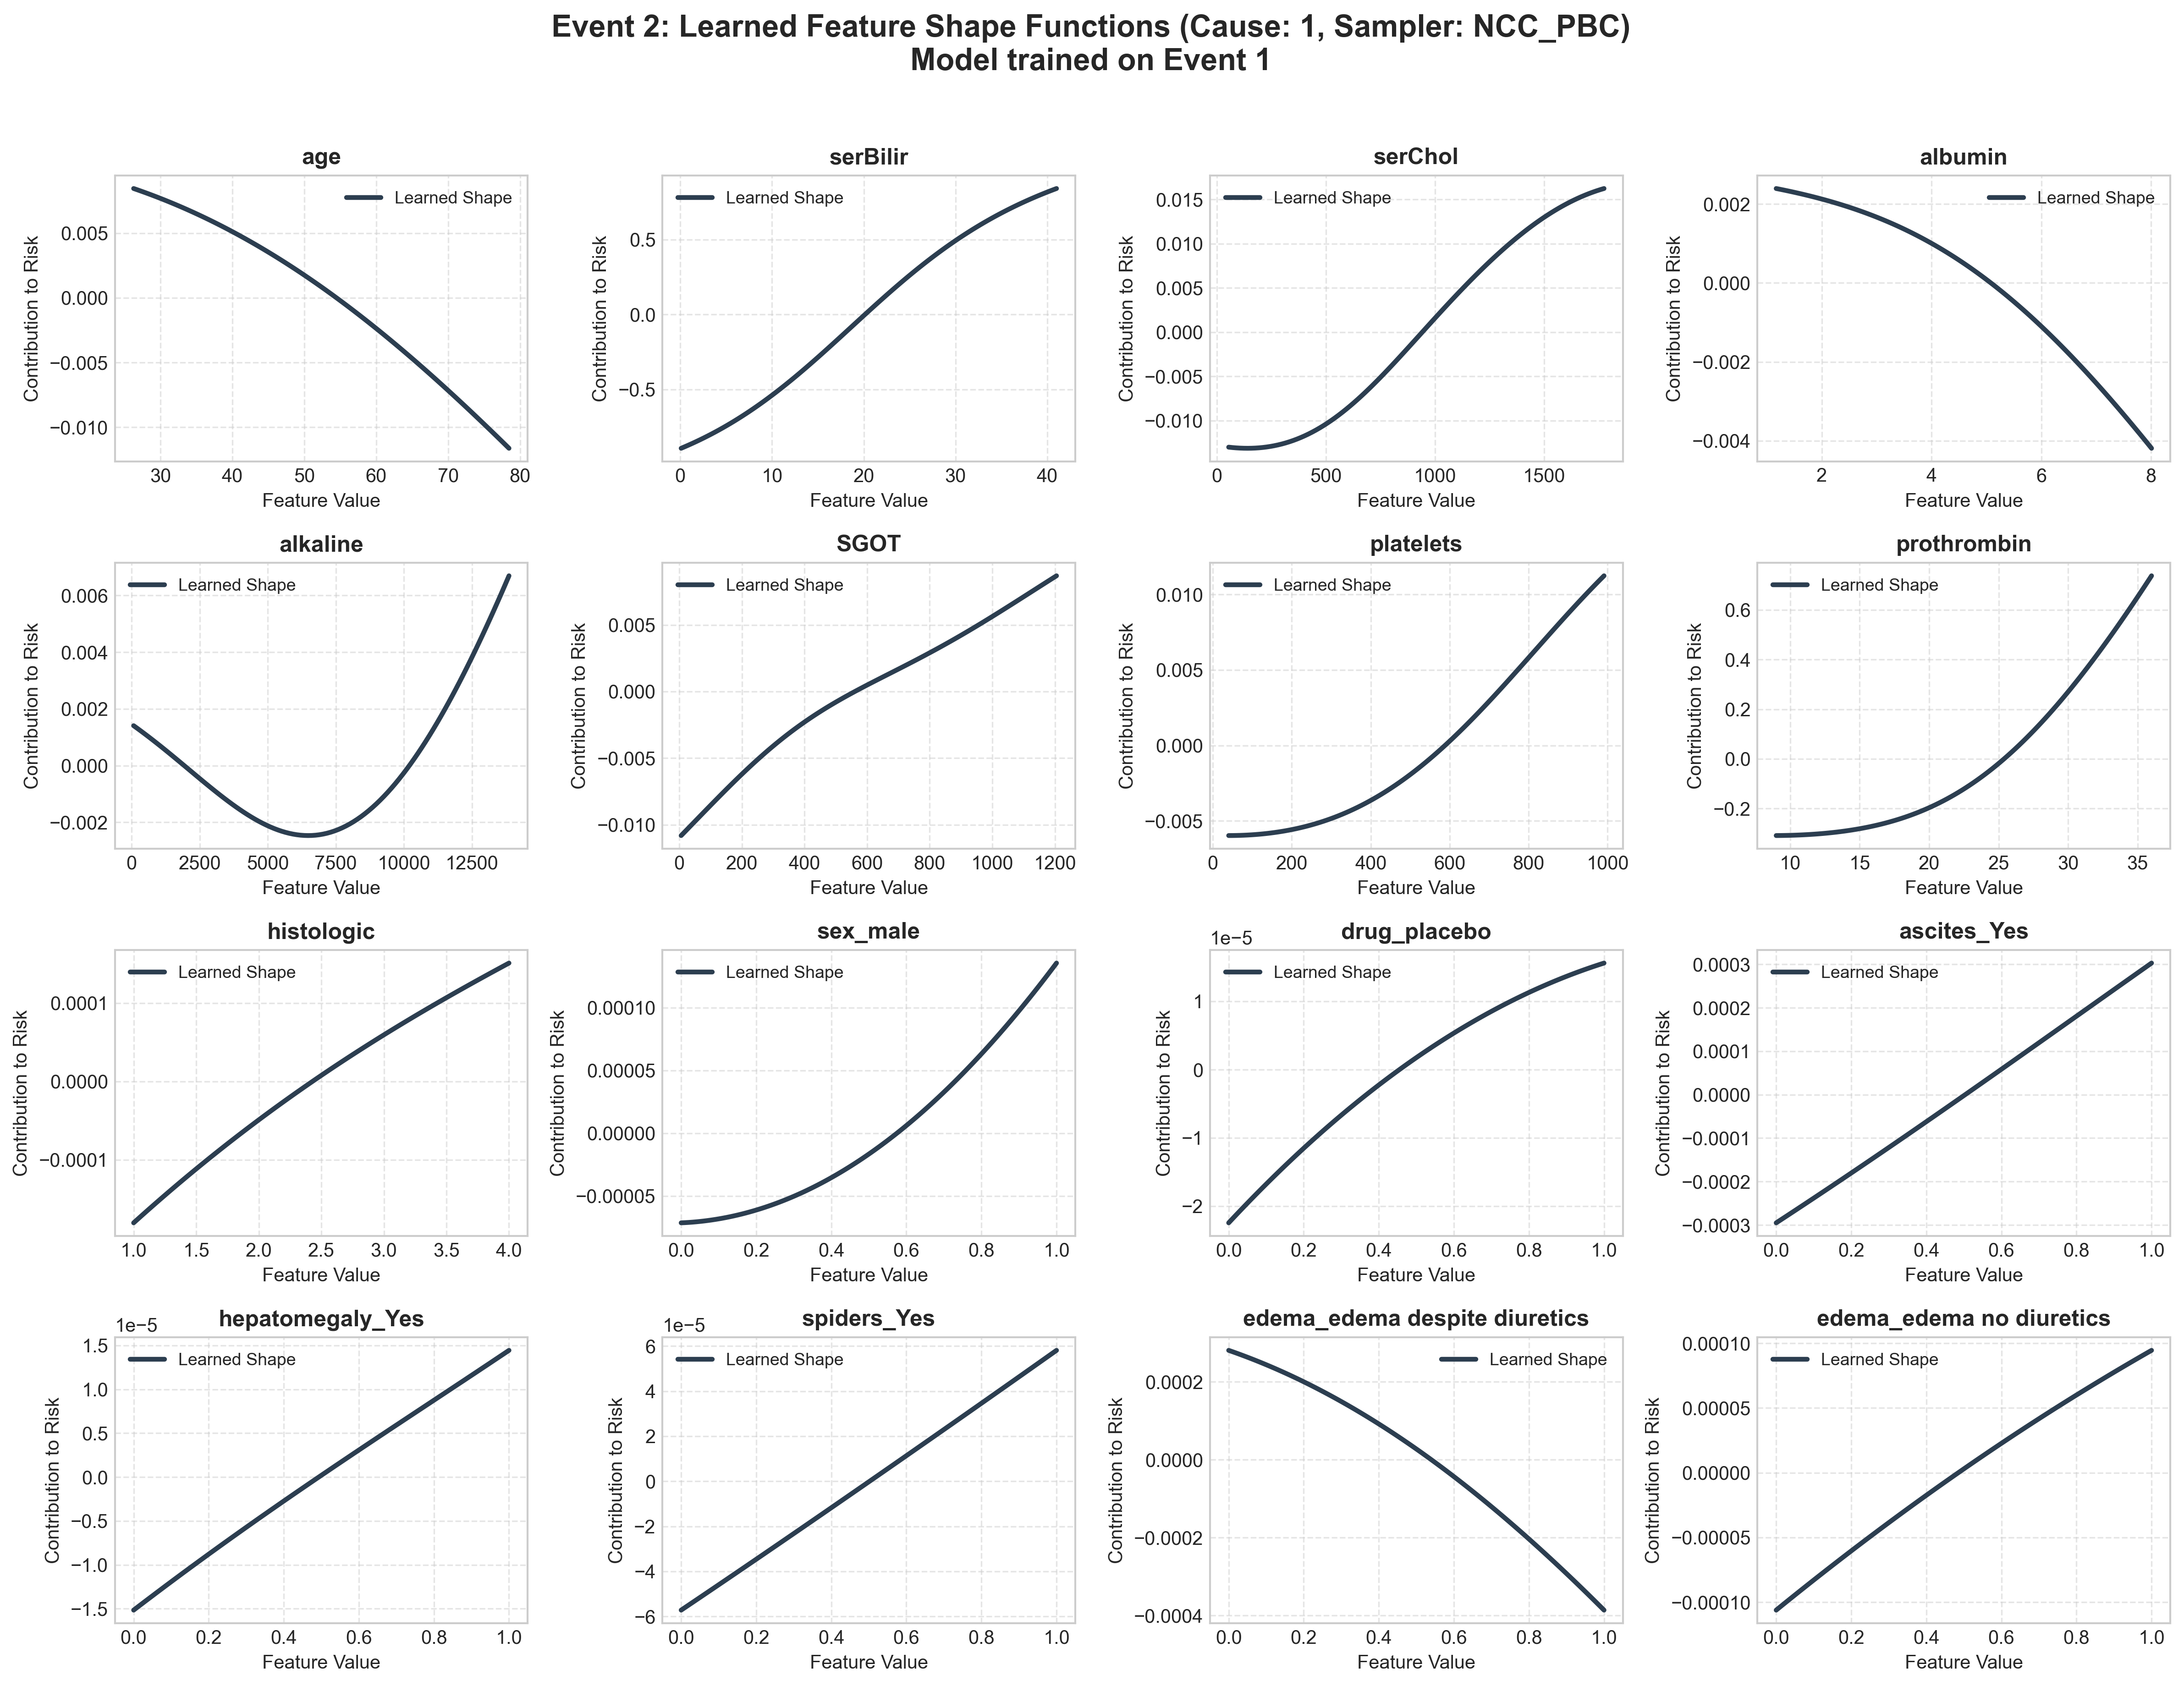 Event 2: Learned Feature Shape Functions (Cause: 1, Sampler: NCC_PBC)
Model trained on Event 1
age
Learned Shape
Contribution to Risk
0.005
0.000
−0.005
−0.010
30 40 50 60 70 80
Feature Value
serBilir
Learned Shape
Contribution to Risk
0.5
0.0
−0.5
0 10 20 30 40
Feature Value
serChol
Learned Shape
Contribution to Risk
0.015
0.010
0.005
0.000
−0.005
−0.010
0 500 1000 1500
Feature Value
albumin
Learned Shape
Contribution to Risk
0.002
0.000
−0.002
−0.004
2 4 6 8
Feature Value
alkaline
Learned Shape
Contribution to Risk
0.006
0.004
0.002
0.000
−0.002
0 2500 5000 7500 10000 12500
Feature Value
SGOT
Learned Shape
Contribution to Risk
0.005
0.000
−0.005
−0.010
0 200 400 600 800 1000 1200
Feature Value
platelets
Learned Shape
Contribution to Risk
0.010
0.005
0.000
−0.005
0 200 400 600 800 1000
Feature Value
prothrombin
Learned Shape
Contribution to Risk
0.6
0.4
0.2
0.0
−0.2
10 15 20 25 30 35
Feature Value
histologic
Learned Shape
Contribution to Risk
0.0001
0.0000
−0.0001
1.0 1.5 2.0 2.5 3.0 3.5 4.0
Feature Value
sex_male
Learned Shape
Contribution to Risk
0.00010
0.00005
0.00000
−0.00005
0.0 0.2 0.4 0.6 0.8 1.0
Feature Value
drug_placebo
1e−5
Learned Shape
Contribution to Risk
1
0
−1
−2
0.0 0.2 0.4 0.6 0.8 1.0
Feature Value
ascites_Yes
Learned Shape
Contribution to Risk
0.0003
0.0002
0.0001
0.0000
−0.0001
−0.0002
−0.0003
0.0 0.2 0.4 0.6 0.8 1.0
Feature Value
hepatomegaly_Yes
1e−5
Learned Shape
Contribution to Risk
1.5
1.0
0.5
0.0
−0.5
−1.0
−1.5
0.0 0.2 0.4 0.6 0.8 1.0
Feature Value
spiders_Yes
1e−5
Learned Shape
Contribution to Risk
6
4
2
0
−2
−4
−6
0.0 0.2 0.4 0.6 0.8 1.0
Feature Value
edema_edema despite diuretics
Learned Shape
Contribution to Risk
0.0002
0.0000
−0.0002
−0.0004
0.0 0.2 0.4 0.6 0.8 1.0
Feature Value
edema_edema no diuretics
Learned Shape
Contribution to Risk
0.00010
0.00005
0.00000
−0.00005
−0.00010
0.0 0.2 0.4 0.6 0.8 1.0
Feature Value